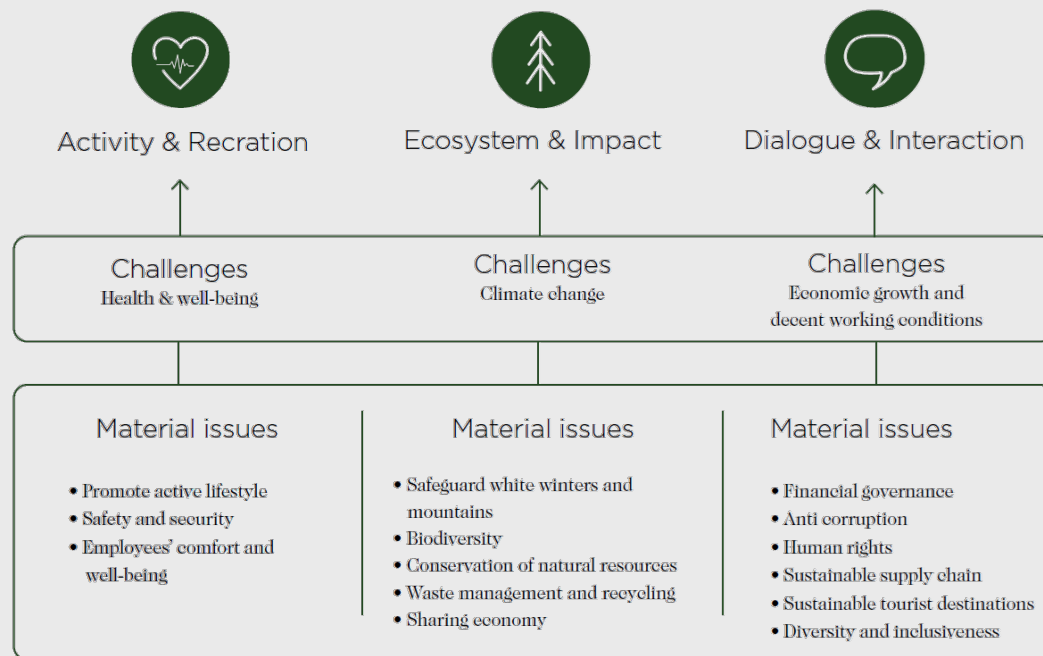 Activity & Recration
Ecosystem & Impact
Dialogue & Interaction
Challenges
Health & well-being
Challenges
Climate change
Challenges
Economic growth and
decent working conditions
Material issues
• Promote active lifestyle
• Safety and security
• Employees' comfort and
well-being
Material issues
• Safeguard white winters and
mountains
• Biodiversity
• Conservation of natural resources
• Waste management and recycling
• Sharing economy
Material issues
• Financial governance
• Anti corruption
• Human rights
• Sustainable supply chain
• Sustainable tourist destinations
• Diversity and inclusiveness